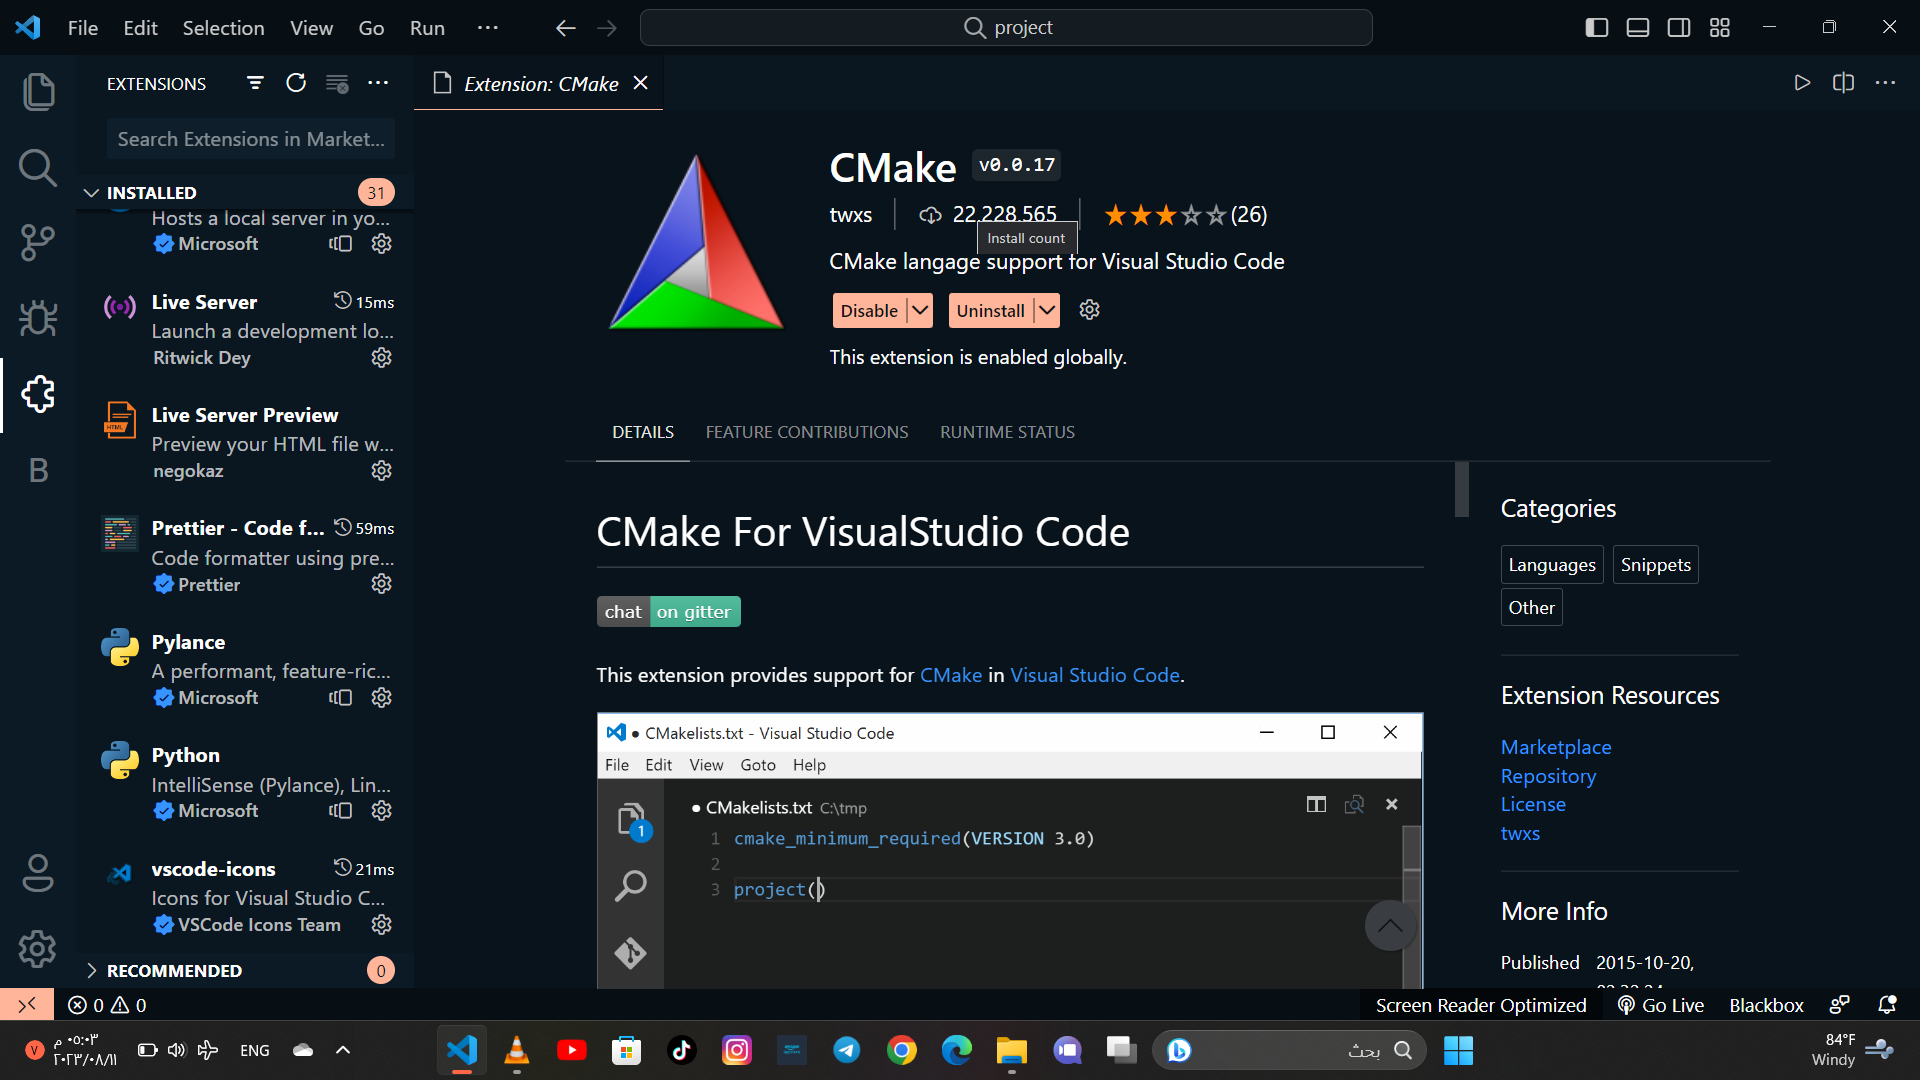 File Edit Selection View Go Run ···
project
EXTENSIONS
Extension: CMake
Search Extensions in Market...
INSTALLED 31
Hosts a local server in yo...
Microsoft
Live Server 15ms
Launch a development lo...
Ritwick Dey
Live Server Preview
Preview your HTML file w...
negokaz
Prettier - Code f... 59ms
Code formatter using pre...
Prettier
Pylance
A performant, feature-ric...
Microsoft
Python
IntelliSense (Pylance), Lin...
Microsoft
vscode-icons 21ms
Icons for Visual Studio C...
VSCode Icons Team
RECOMMENDED 0
B
CMake v0.0.17
twxs 22,228,565 (26)
Install count
CMake langage support for Visual Studio Code
Disable Uninstall
This extension is enabled globally.
DETAILS FEATURE CONTRIBUTIONS RUNTIME STATUS
CMake For VisualStudio Code
chat on gitter
This extension provides support for CMake in Visual Studio Code.
● CMakelists.txt - Visual Studio Code
File Edit View Goto Help
1
● CMakelists.txt C:\tmp
1 cmake_minimum_required(VERSION 3.0)
2
3 project()
Categories
Languages Snippets
Other
Extension Resources
Marketplace
Repository
License
twxs
More Info
Published 2015-10-20,
0 0
Screen Reader Optimized Go Live Blackbox
٠٥:٠٣ م
٢٠٢٣/٠٨/١١
ENG
بحث
84°F
Windy